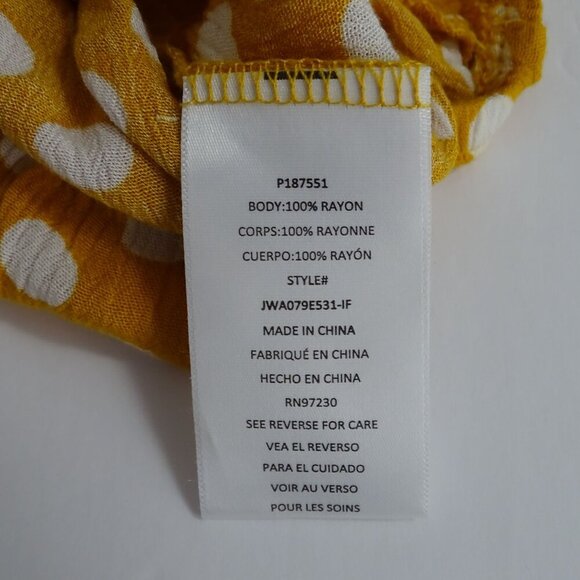 P187551
BODY:100% RAYON
CORPS:100% RAYONNE
CUERPO:100% RAYÓN
STYLE#
JWA079E531-IF
MADE IN CHINA
FABRIQUÉ EN CHINA
HECHO EN CHINA
RN97230
SEE REVERSE FOR CARE
VEA EL REVERSO
PARA EL CUIDADO
VOIR AU VERSO
POUR LES SOINS